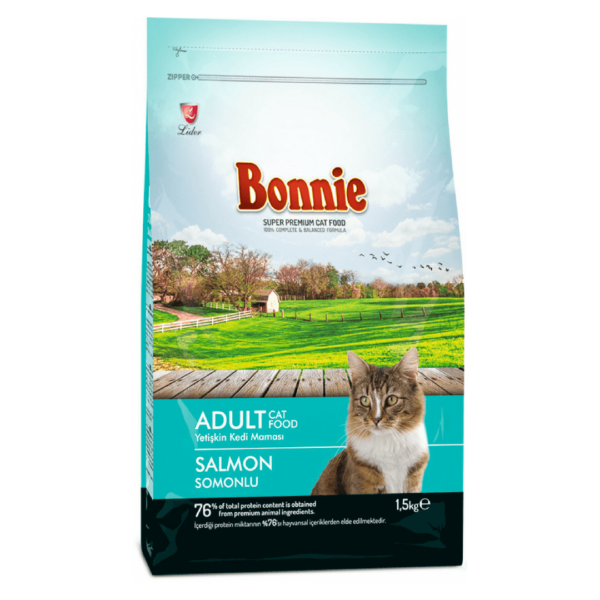 ZIPPER
Lider
Bonnie
SUPER PREMIUM CAT FOOD
100% COMPLETE & BALANCED FORMULA
ADULT CAT FOOD
Yetişkin Kedi Maması
SALMON
SOMONLU
76% of total protein content is obtained
from premium animal ingredients.
1,5kg℮
İçerdiği protein miktarının %76'sı hayvansal içeriklerden elde edilmektedir.